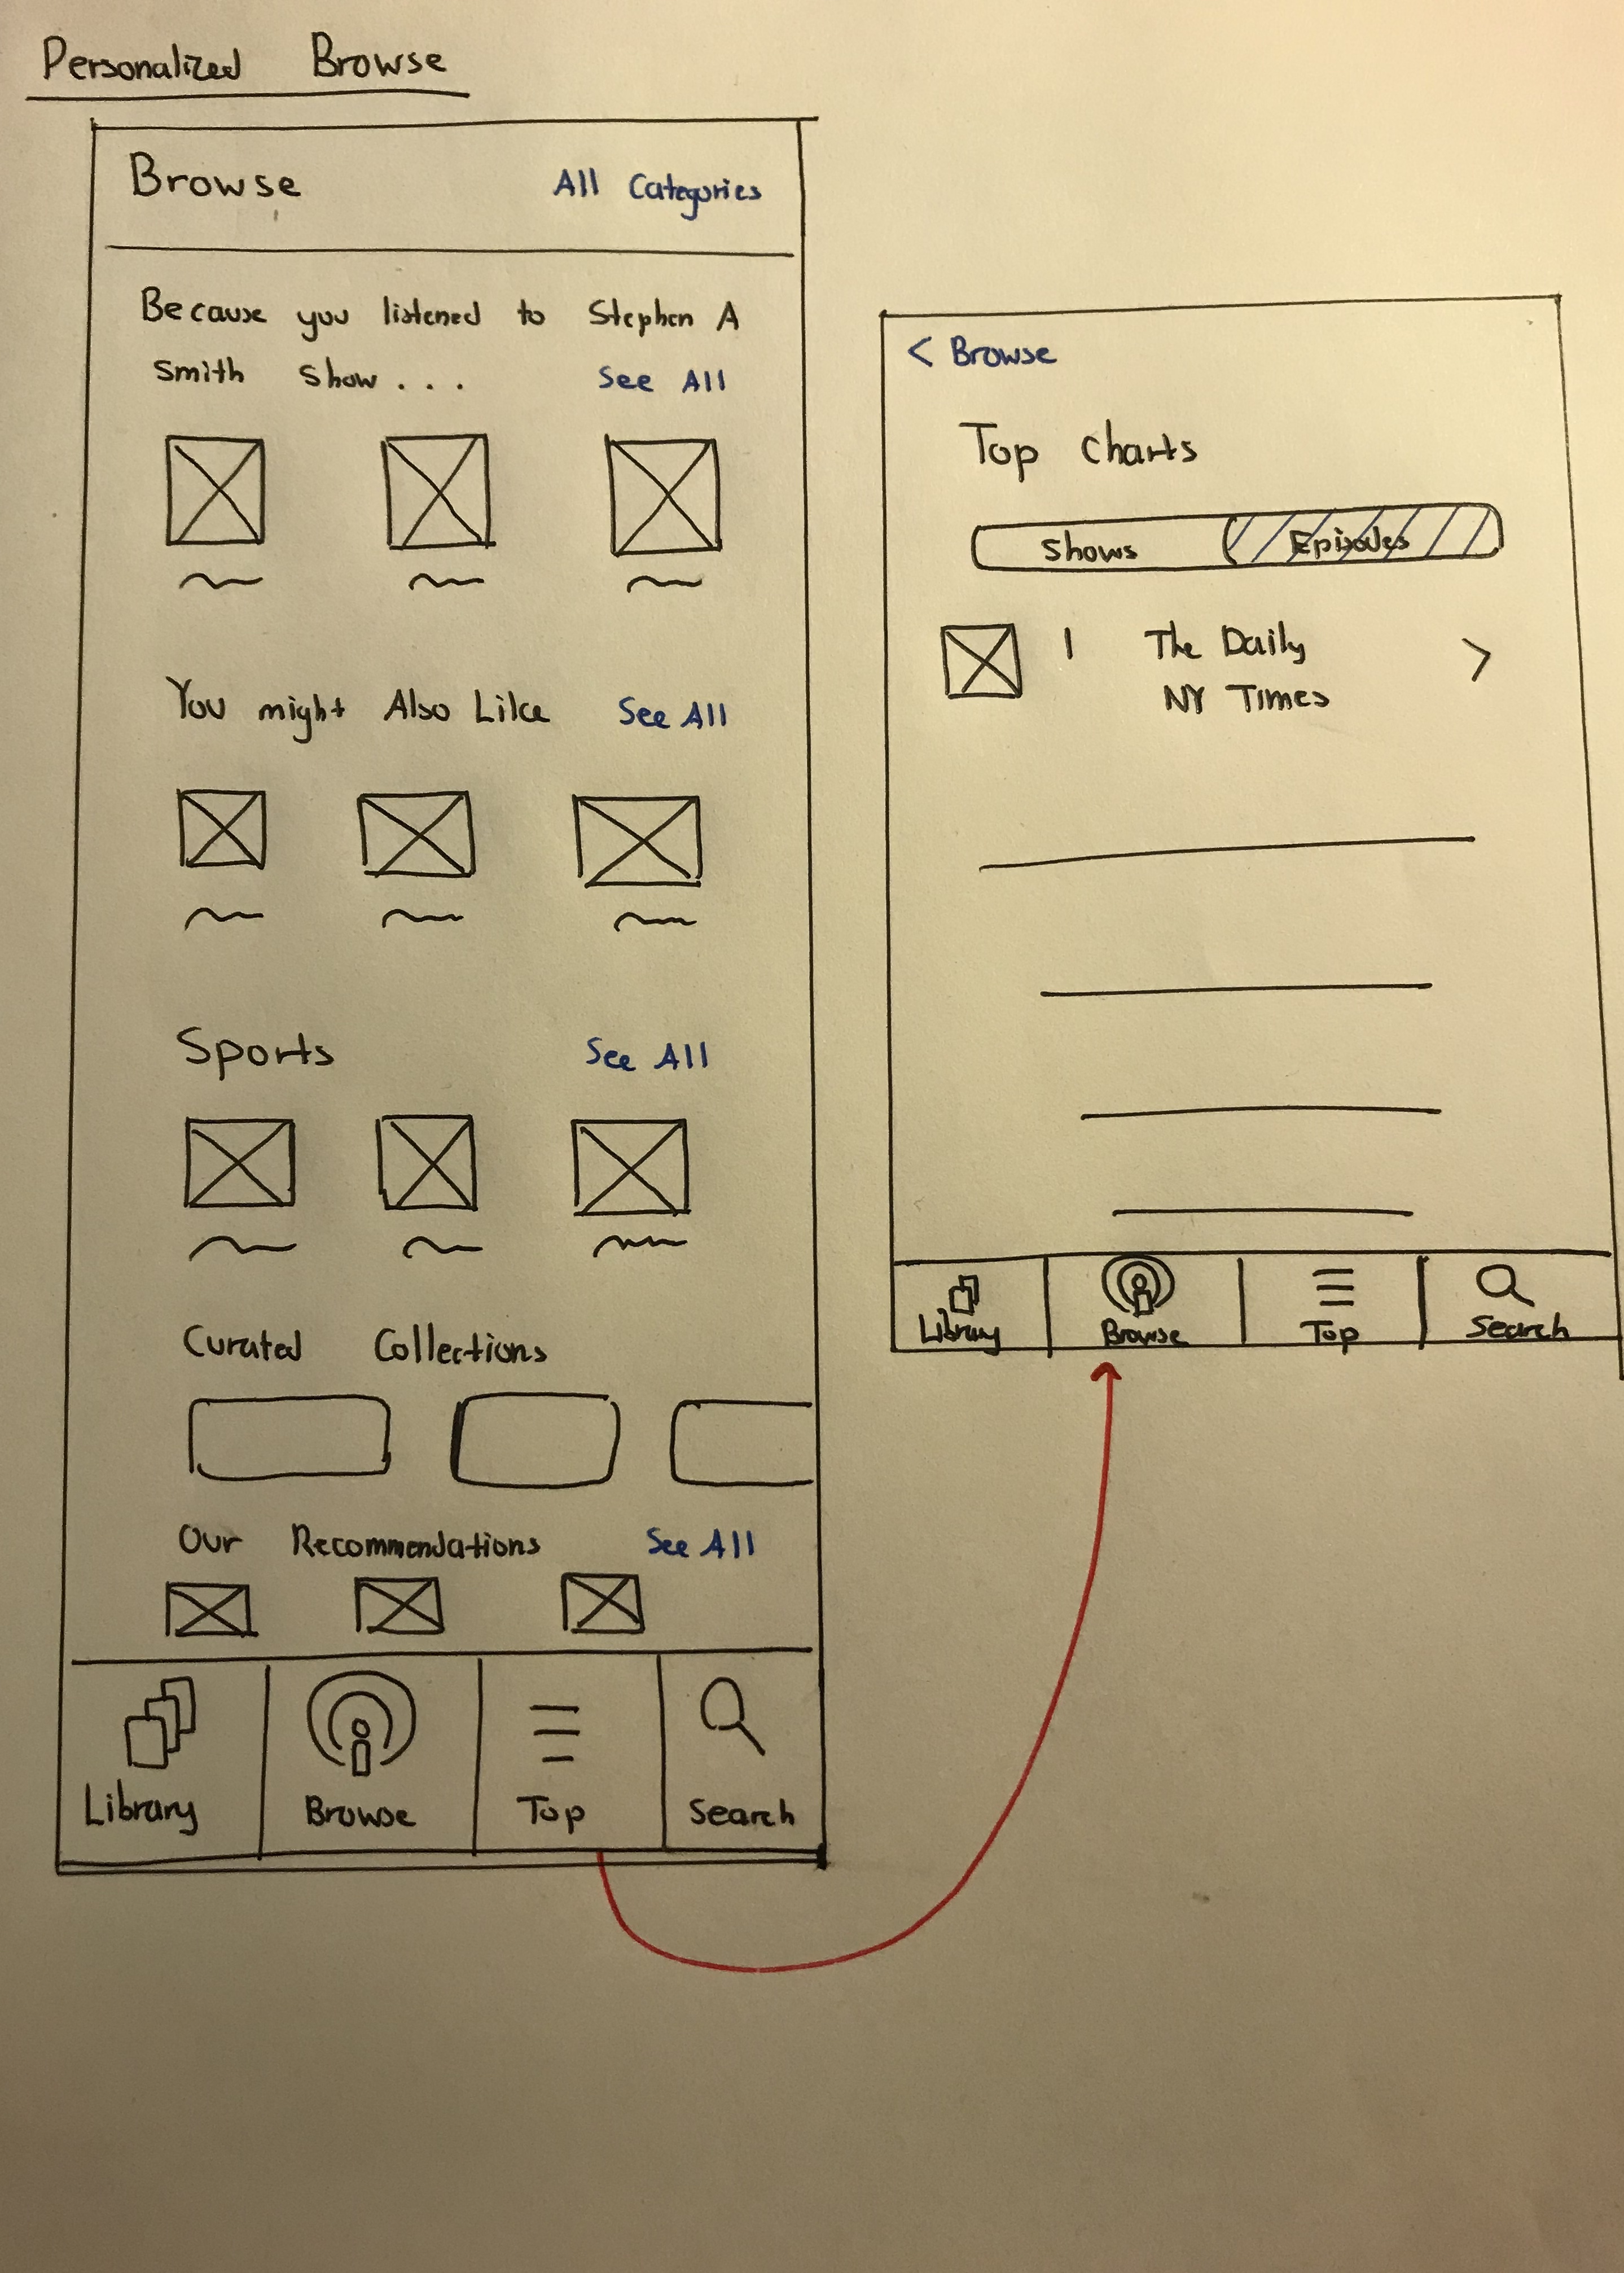 Personalized Browse
Browse All Categories
Because you listened to Stephen A
Smith Show... See All
You might Also Like See All
Sports See All
Curated Collections
Our Recommendations See All
Library Browse Top Search
< Browse
Top Charts
Shows Episodes
1 The Daily >
NY Times
Library Browse Top Search